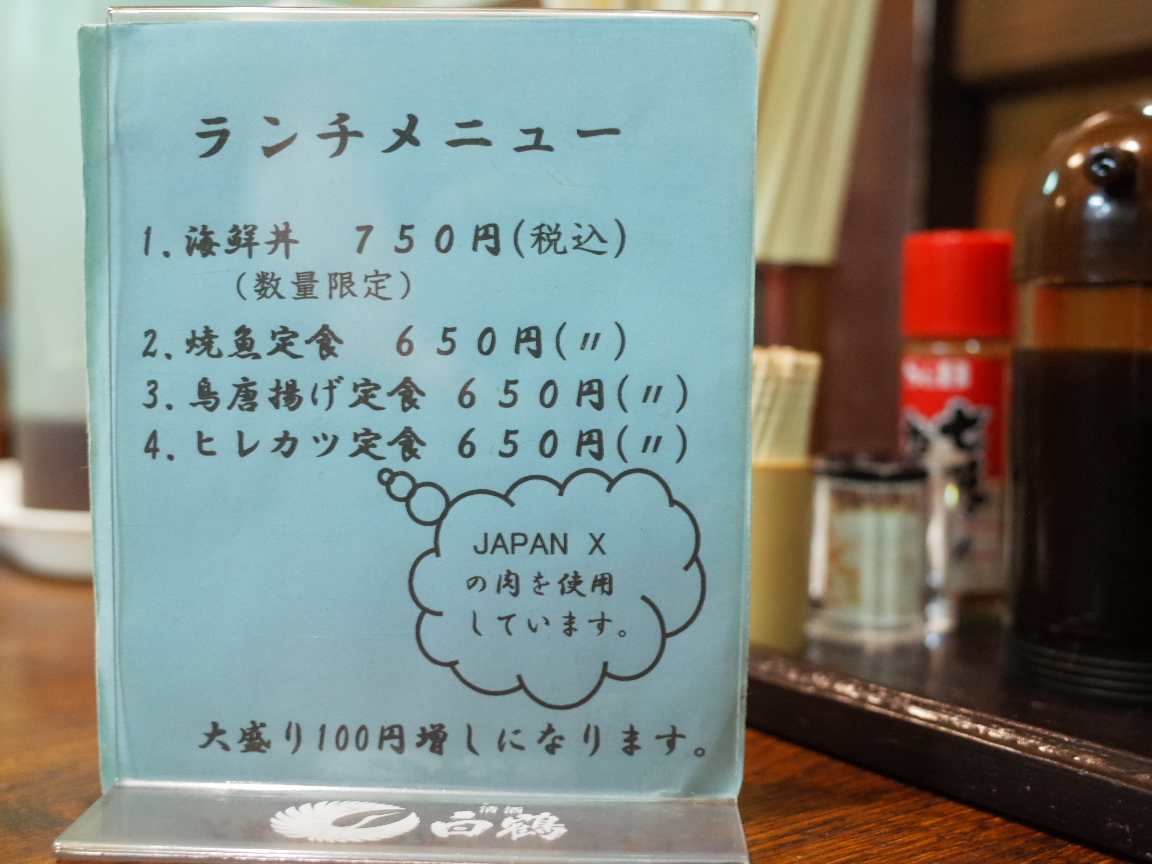 ランチメニュー
1. 海鮮丼 750円(税込)
(数量限定)
2. 焼魚定食 650円(〃)
3. 鳥唐揚げ定食 650円(〃)
4. ヒレカツ定食 650円(〃)
JAPAN X
の肉を使用
しています。
大盛り100円増しになります。
清酒
白鶴